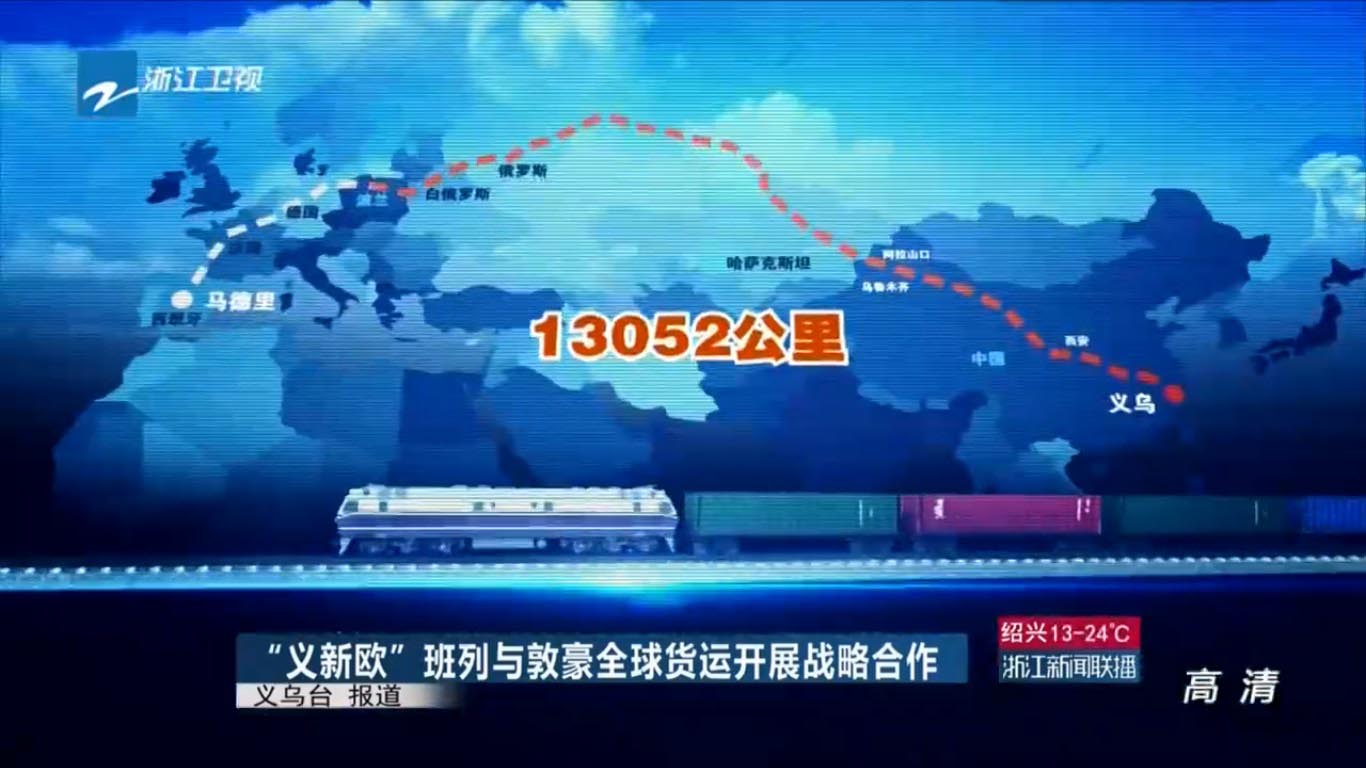 浙江卫视
俄罗斯
波兰
白俄罗斯
德国
法国
阿拉山口
哈萨克斯坦
乌鲁木齐
马德里
西班牙
13052公里
西安
中国
义乌
“义新欧”班列与敦豪全球货运开展战略合作
义乌台 报道
绍兴13-24℃
浙江新闻联播
高清